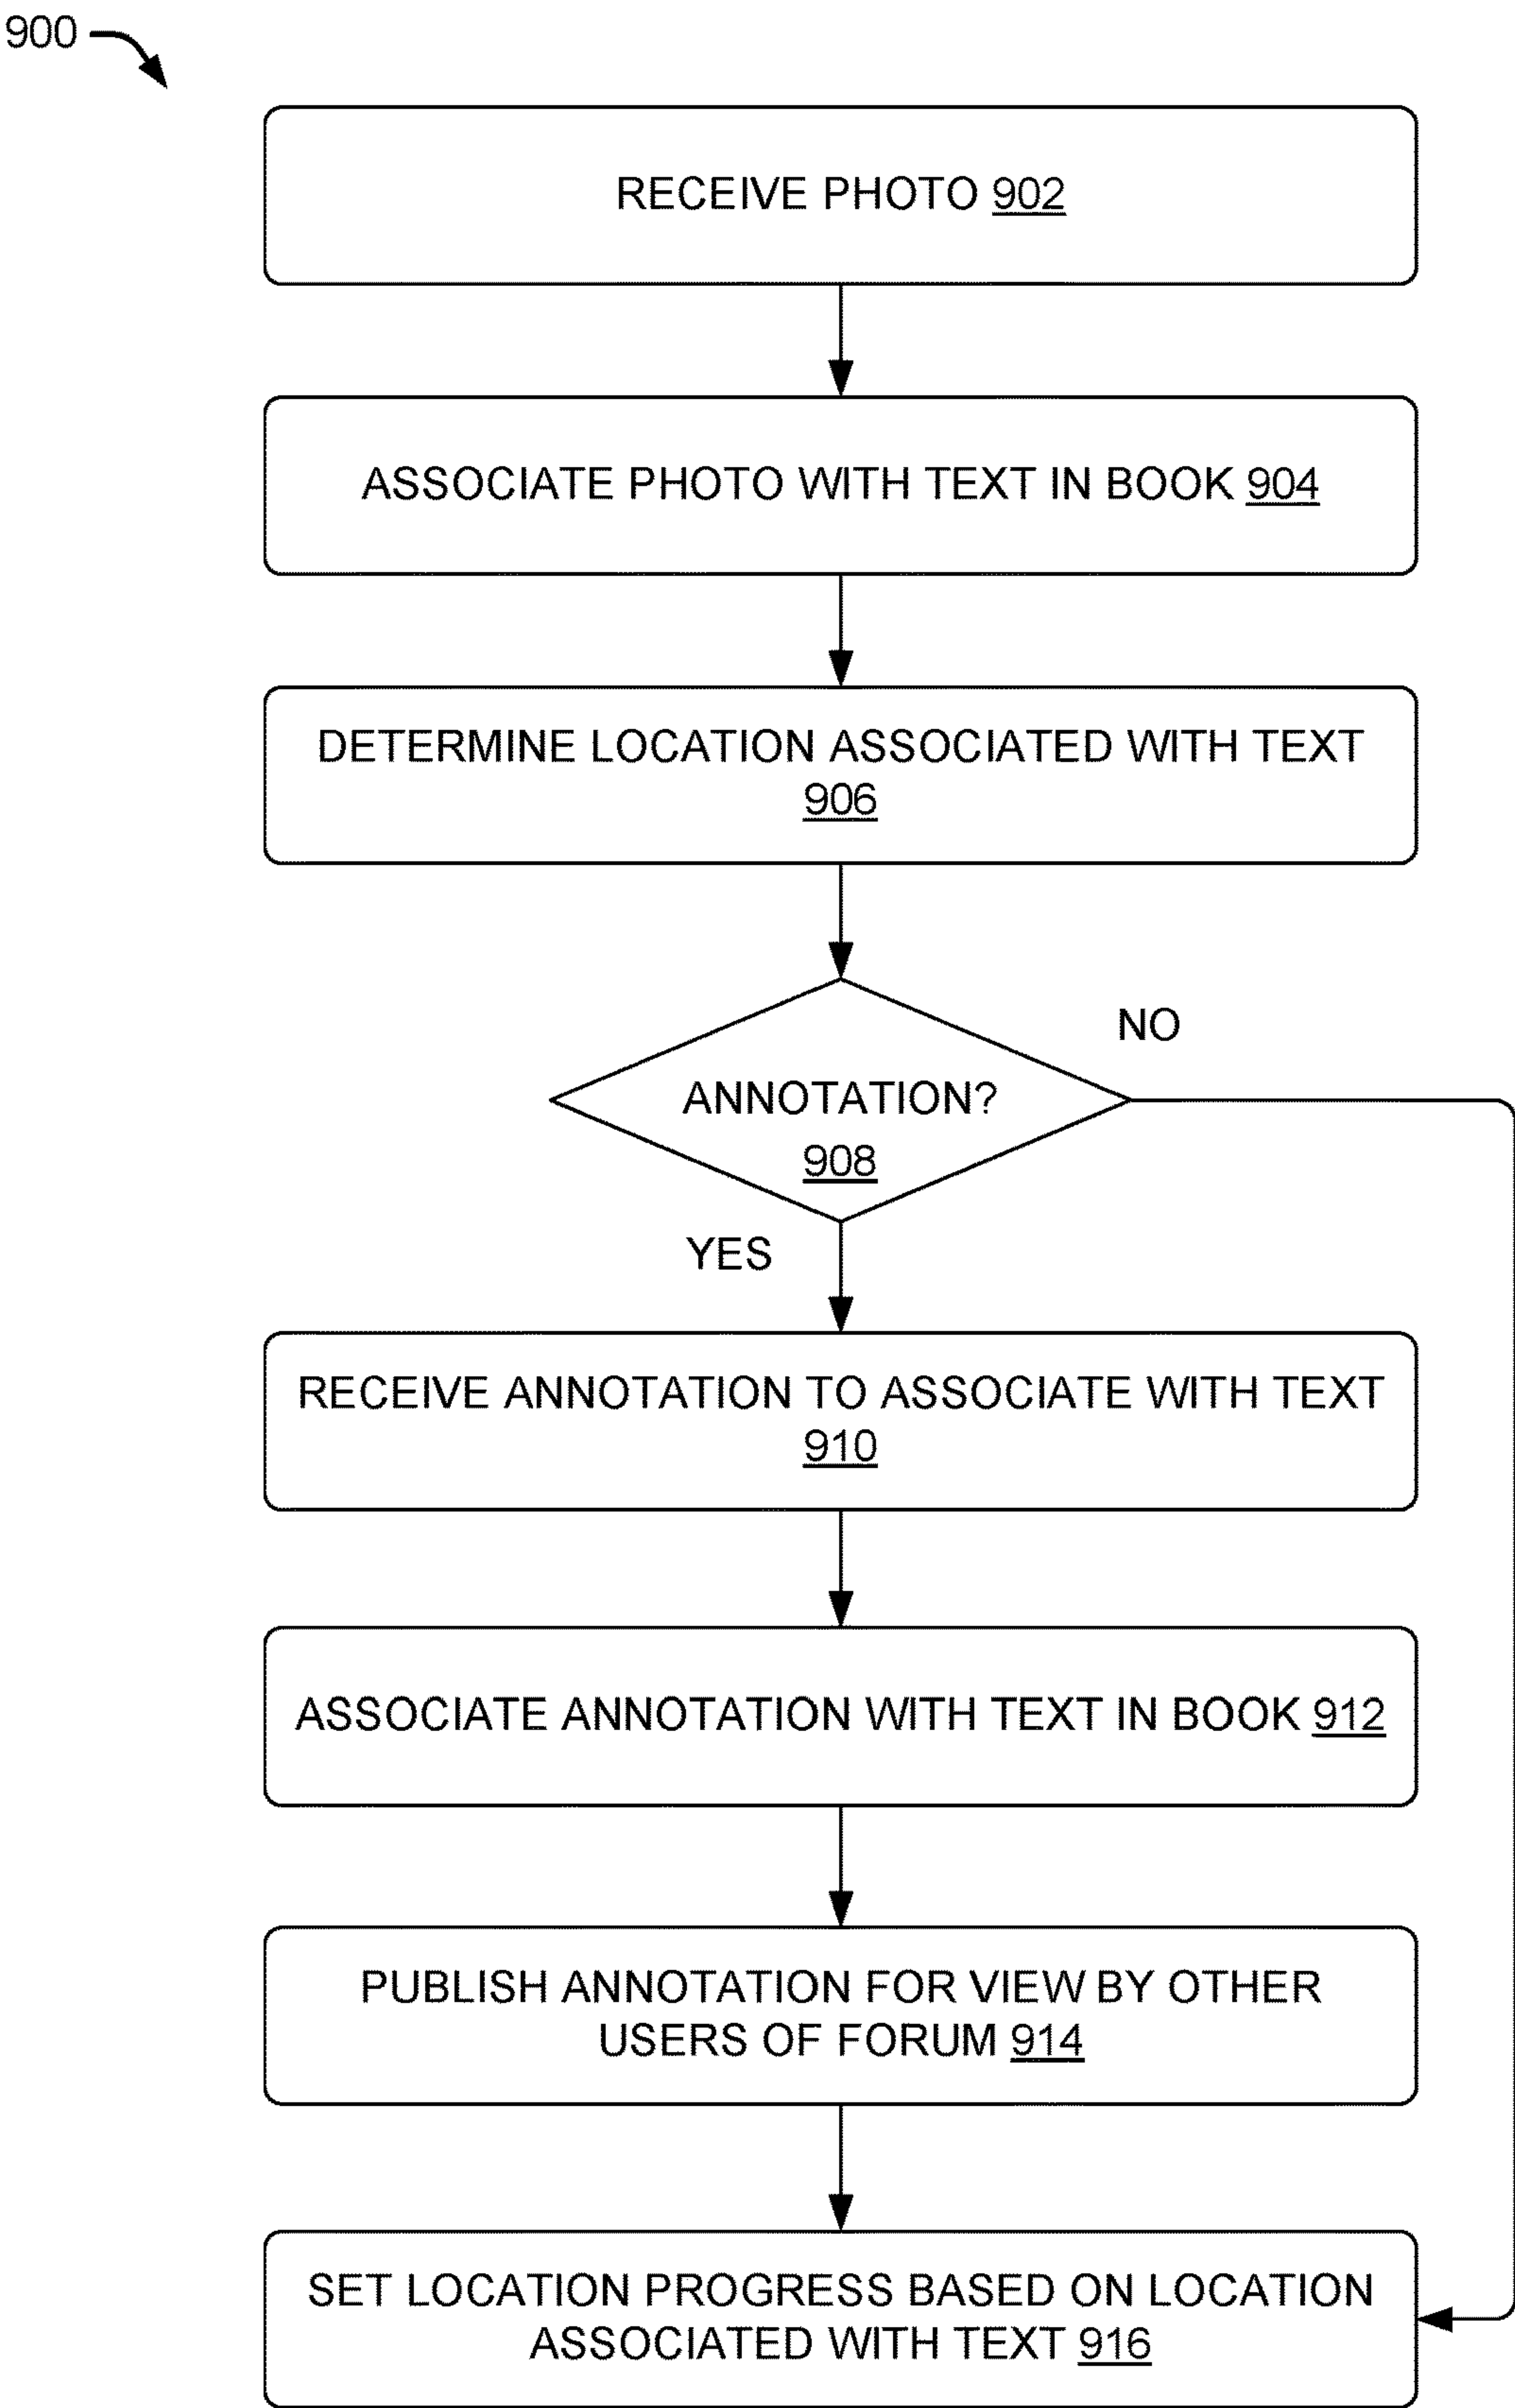 900
RECEIVE PHOTO 902
ASSOCIATE PHOTO WITH TEXT IN BOOK 904
DETERMINE LOCATION ASSOCIATED WITH TEXT
906
NO
ANNOTATION?
908
YES
RECEIVE ANNOTATION TO ASSOCIATE WITH TEXT
910
ASSOCIATE ANNOTATION WITH TEXT IN BOOK 912
PUBLISH ANNOTATION FOR VIEW BY OTHER
USERS OF FORUM 914
SET LOCATION PROGRESS BASED ON LOCATION
ASSOCIATED WITH TEXT 916